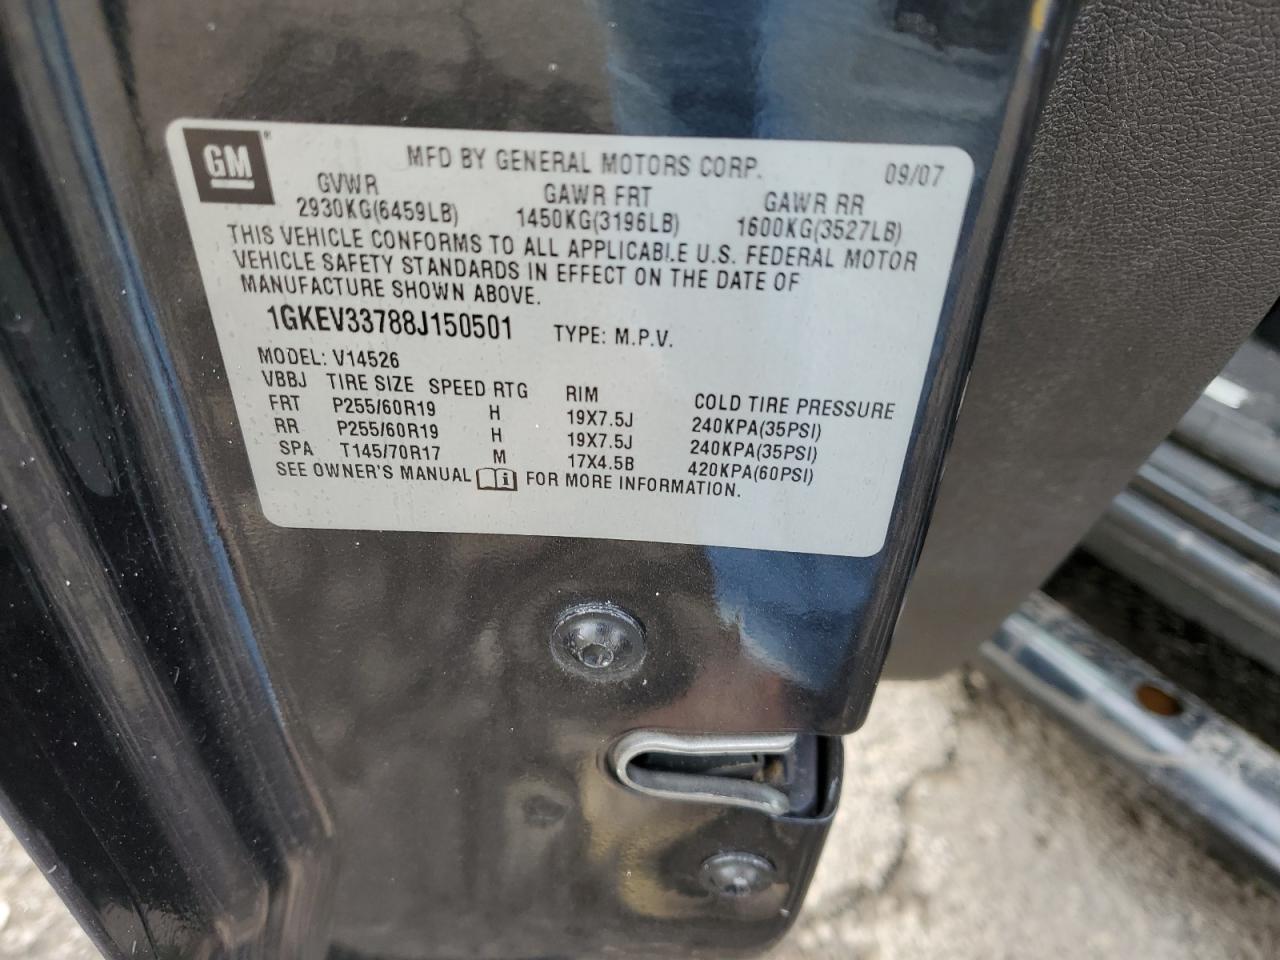 GM® MFD BY GENERAL MOTORS CORP. 09/07
GVWR GAWR FRT GAWR RR
2930KG(6459LB) 1450KG(3196LB) 1600KG(3527LB)
THIS VEHICLE CONFORMS TO ALL APPLICABLE U.S. FEDERAL MOTOR
VEHICLE SAFETY STANDARDS IN EFFECT ON THE DATE OF
MANUFACTURE SHOWN ABOVE.
1GKEV33788J150501 TYPE: M.P.V.
MODEL: V14526
VBBJ TIRE SIZE SPEED RTG RIM COLD TIRE PRESSURE
FRT P255/60R19 H 19X7.5J 240KPA(35PSI)
RR P255/60R19 H 19X7.5J 240KPA(35PSI)
SPA T145/70R17 M 17X4.5B 420KPA(60PSI)
SEE OWNER'S MANUAL FOR MORE INFORMATION.